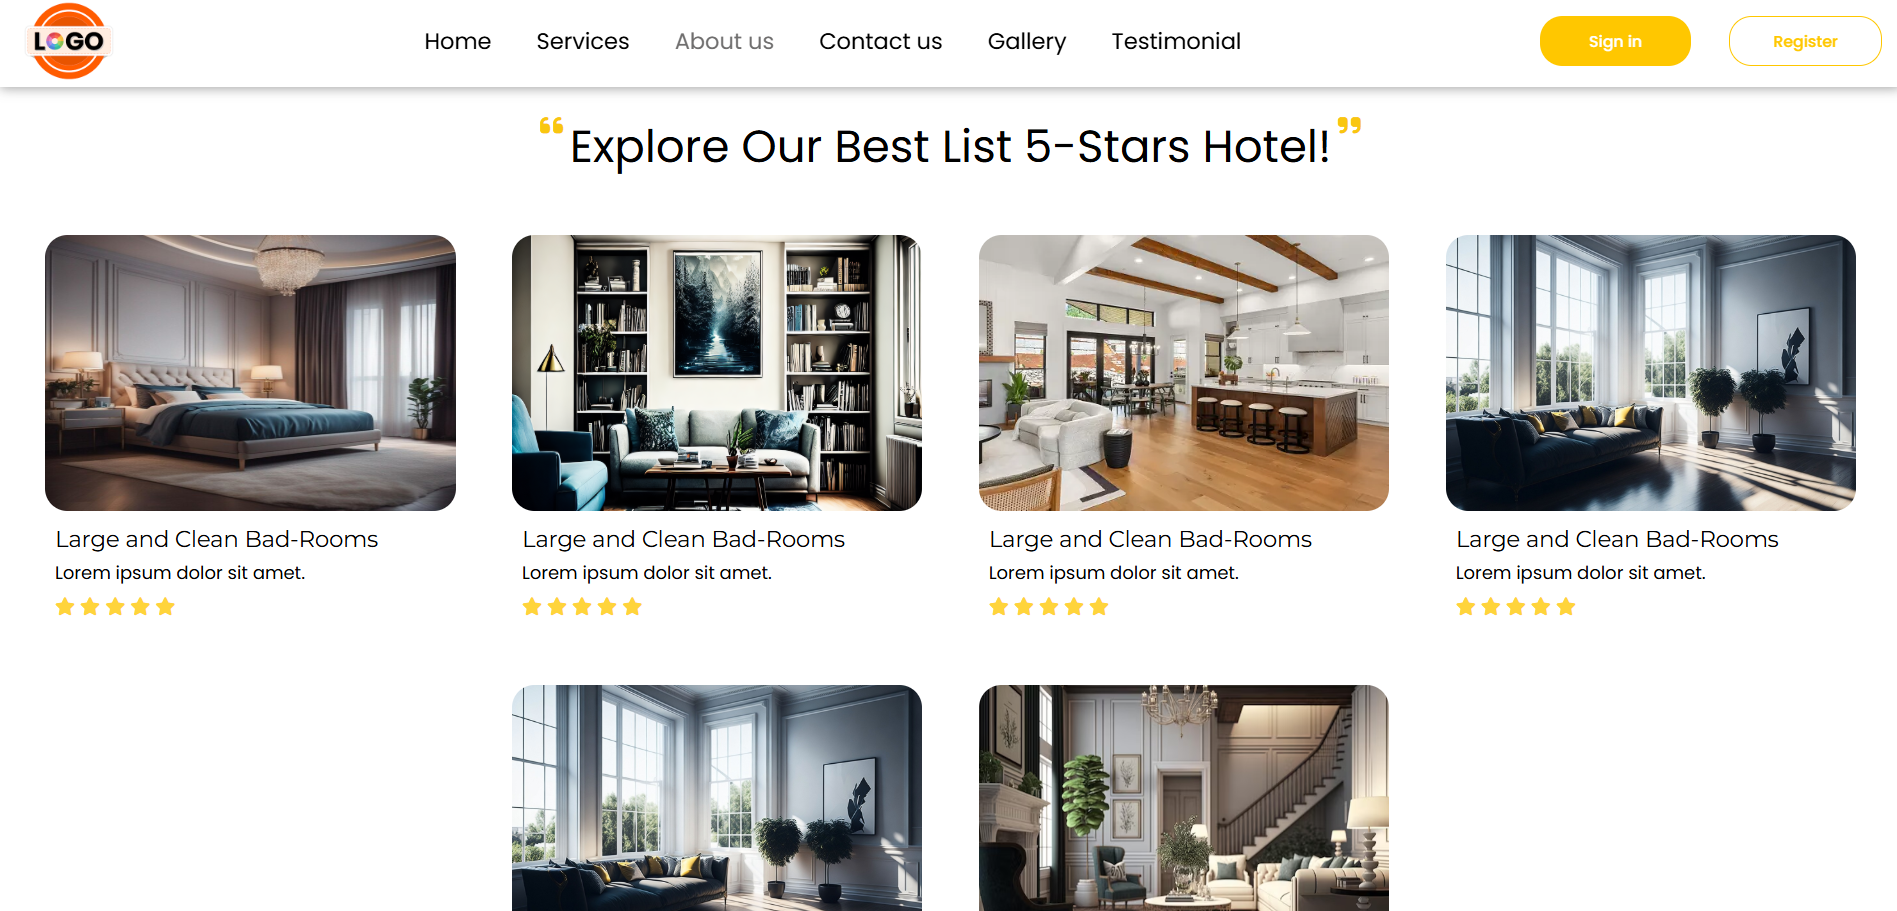 LOGO
Home Services About us Contact us Gallery Testimonial Sign in Register
“Explore Our Best List 5-Stars Hotel!”
Large and Clean Bad-Rooms Large and Clean Bad-Rooms Large and Clean Bad-Rooms Large and Clean Bad-Rooms
Lorem ipsum dolor sit amet. Lorem ipsum dolor sit amet. Lorem ipsum dolor sit amet. Lorem ipsum dolor sit amet.